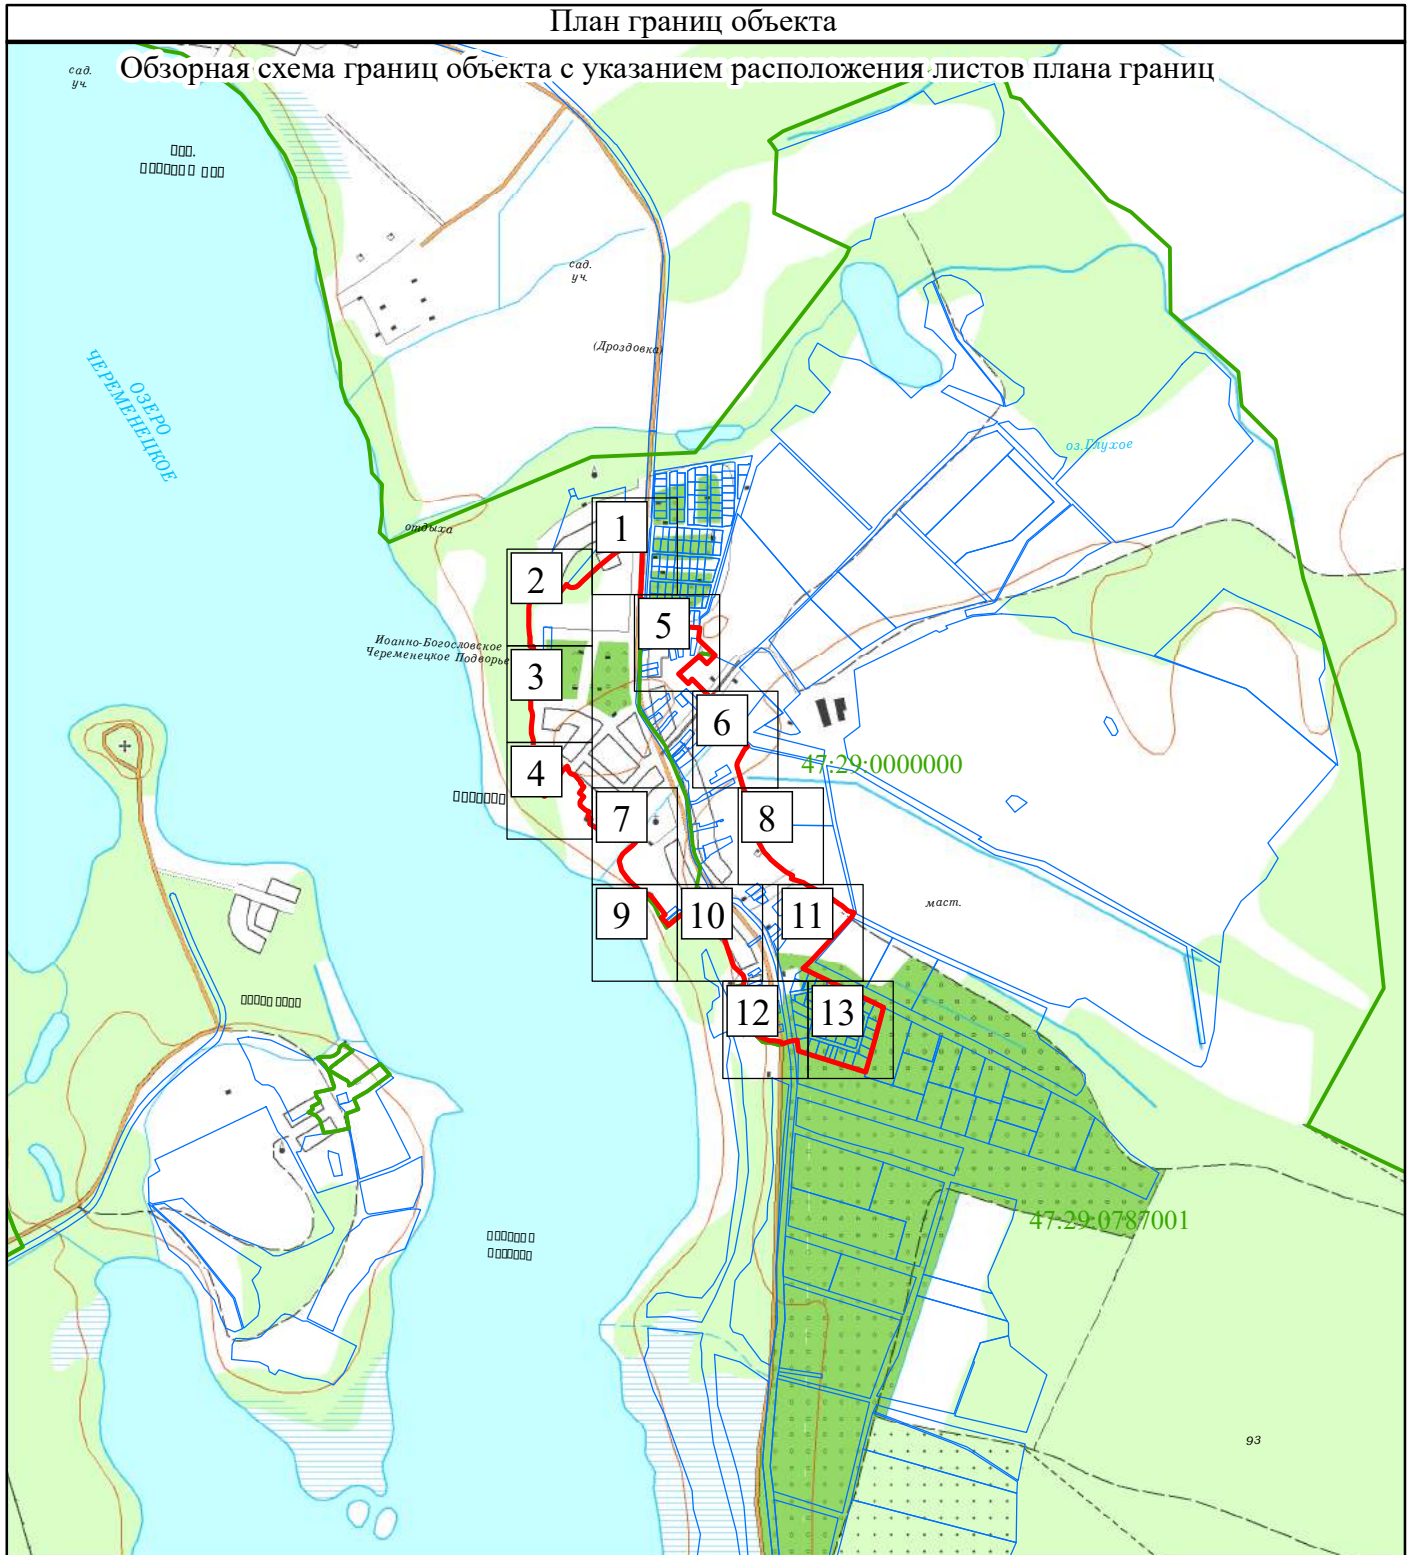 План границ объекта
Обзорная схема границ объекта с указанием расположения листов плана границ
сад.
уч.
сад.
уч.
(Дроздовка)
ОЗЕРО
ЧЕРЕМЕНЕЦКОЕ
оз.Глухое
отдыха
1
2
5
Иоанно-Богословское
Череменецкое Подворье
3
6
4
47:29:0000000
7
8
9
10
11
маст.
12
13
47:29:0787001
93